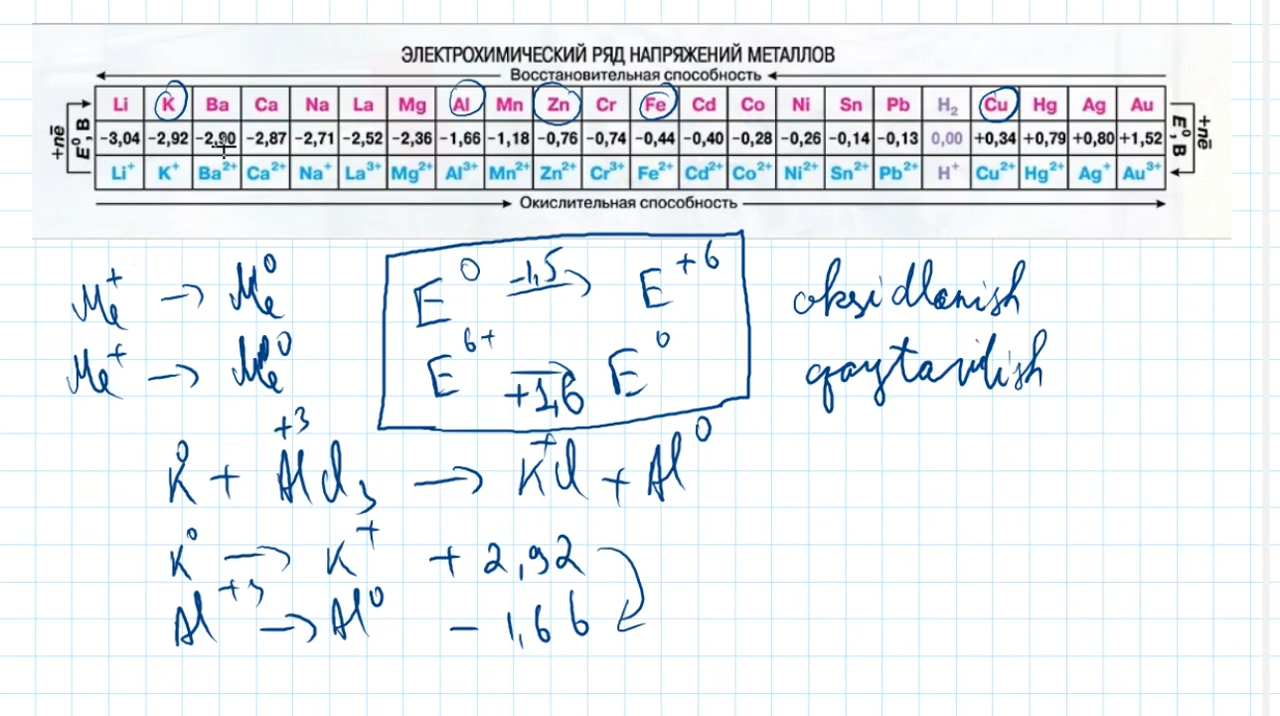 ЭЛЕКТРОХИМИЧЕСКИЙ РЯД НАПРЯЖЕНИЙ МЕТАЛЛОВ
Восстановительная способность
Li K Ba Ca Na La Mg Al Mn Zn Cr Fe Cd Co Ni Sn Pb H₂ Cu Hg Ag Au
+nē E⁰, В −3,04 −2,92 −2,90 −2,87 −2,71 −2,52 −2,36 −1,66 −1,18 −0,76 −0,74 −0,44 −0,40 −0,28 −0,26 −0,14 −0,13 0,00 +0,34 +0,79 +0,80 +1,52 E⁰, В +nē
Li⁺ K⁺ Ba²⁺ Ca²⁺ Na⁺ La³⁺ Mg²⁺ Al³⁺ Mn²⁺ Zn²⁺ Cr³⁺ Fe²⁺ Cd²⁺ Co²⁺ Ni²⁺ Sn²⁺ Pb²⁺ H⁺ Cu²⁺ Hg²⁺ Ag⁺ Au³⁺
Окислительная способность
Me⁺ → Me⁰ E⁰ −1,5 → E⁺⁶ oksidlanish
Me⁺ → Me⁰ E⁶⁺ → +1,6 E⁰ qaytarilish
K⁰ + Al⁺³Cl₃ → K⁺Cl + Al⁰
K⁰ → K⁺ + 2,92
Al⁺³ → Al⁰ − 1,66